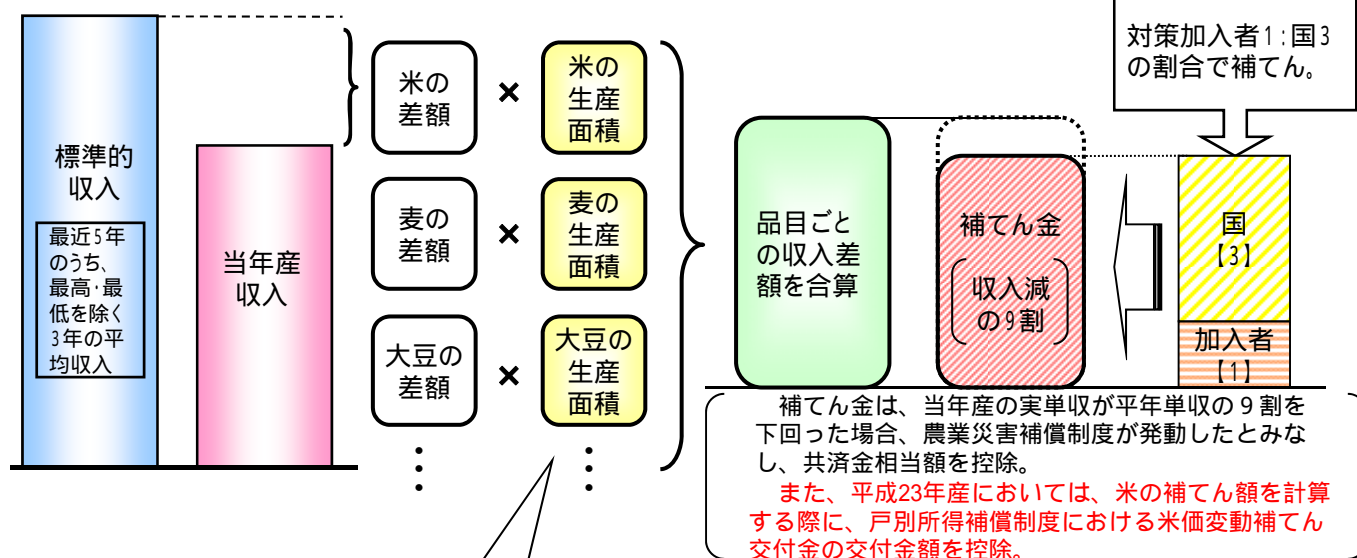 標準的
収入
最近5年
のうち、
最高・最
低を除く
3年の平
均収入
当年産
収入
米の
差額
×
米の
生産
面積
麦の
差額
×
麦の
生産
面積
大豆の
差額
×
大豆の
生産
面積
品目ごと
の収入差
額を合算
補てん金
収入減
の9割
対策加入者1:国3
の割合で補てん。
国
【3】
加入者
【1】
補てん金は、当年産の実単収が平年単収の９割を
下回った場合、農業災害補償制度が発動したとみな
し、共済金相当額を控除。
また、平成23年産においては、米の補てん額を計算
する際に、戸別所得補償制度における米価変動補てん
交付金の交付金額を控除。